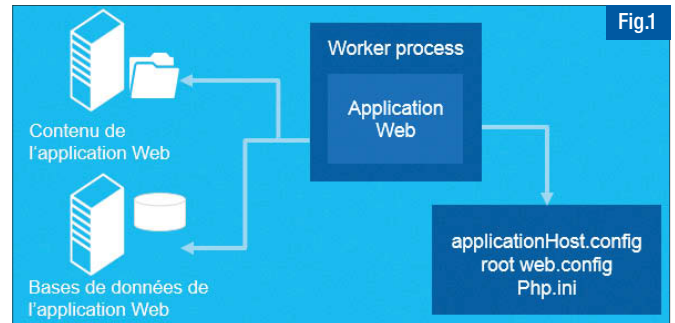 Fig.1
Worker process
Application
Web
Contenu de
l'application Web
Bases de données de
l'application Web
applicationHost.config
root web.config
Php.ini